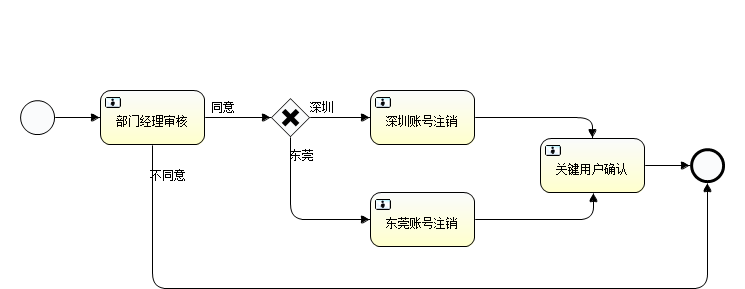 同意
深圳
部门经理审核
深圳账号注销
东莞
不同意
关键用户确认
东莞账号注销